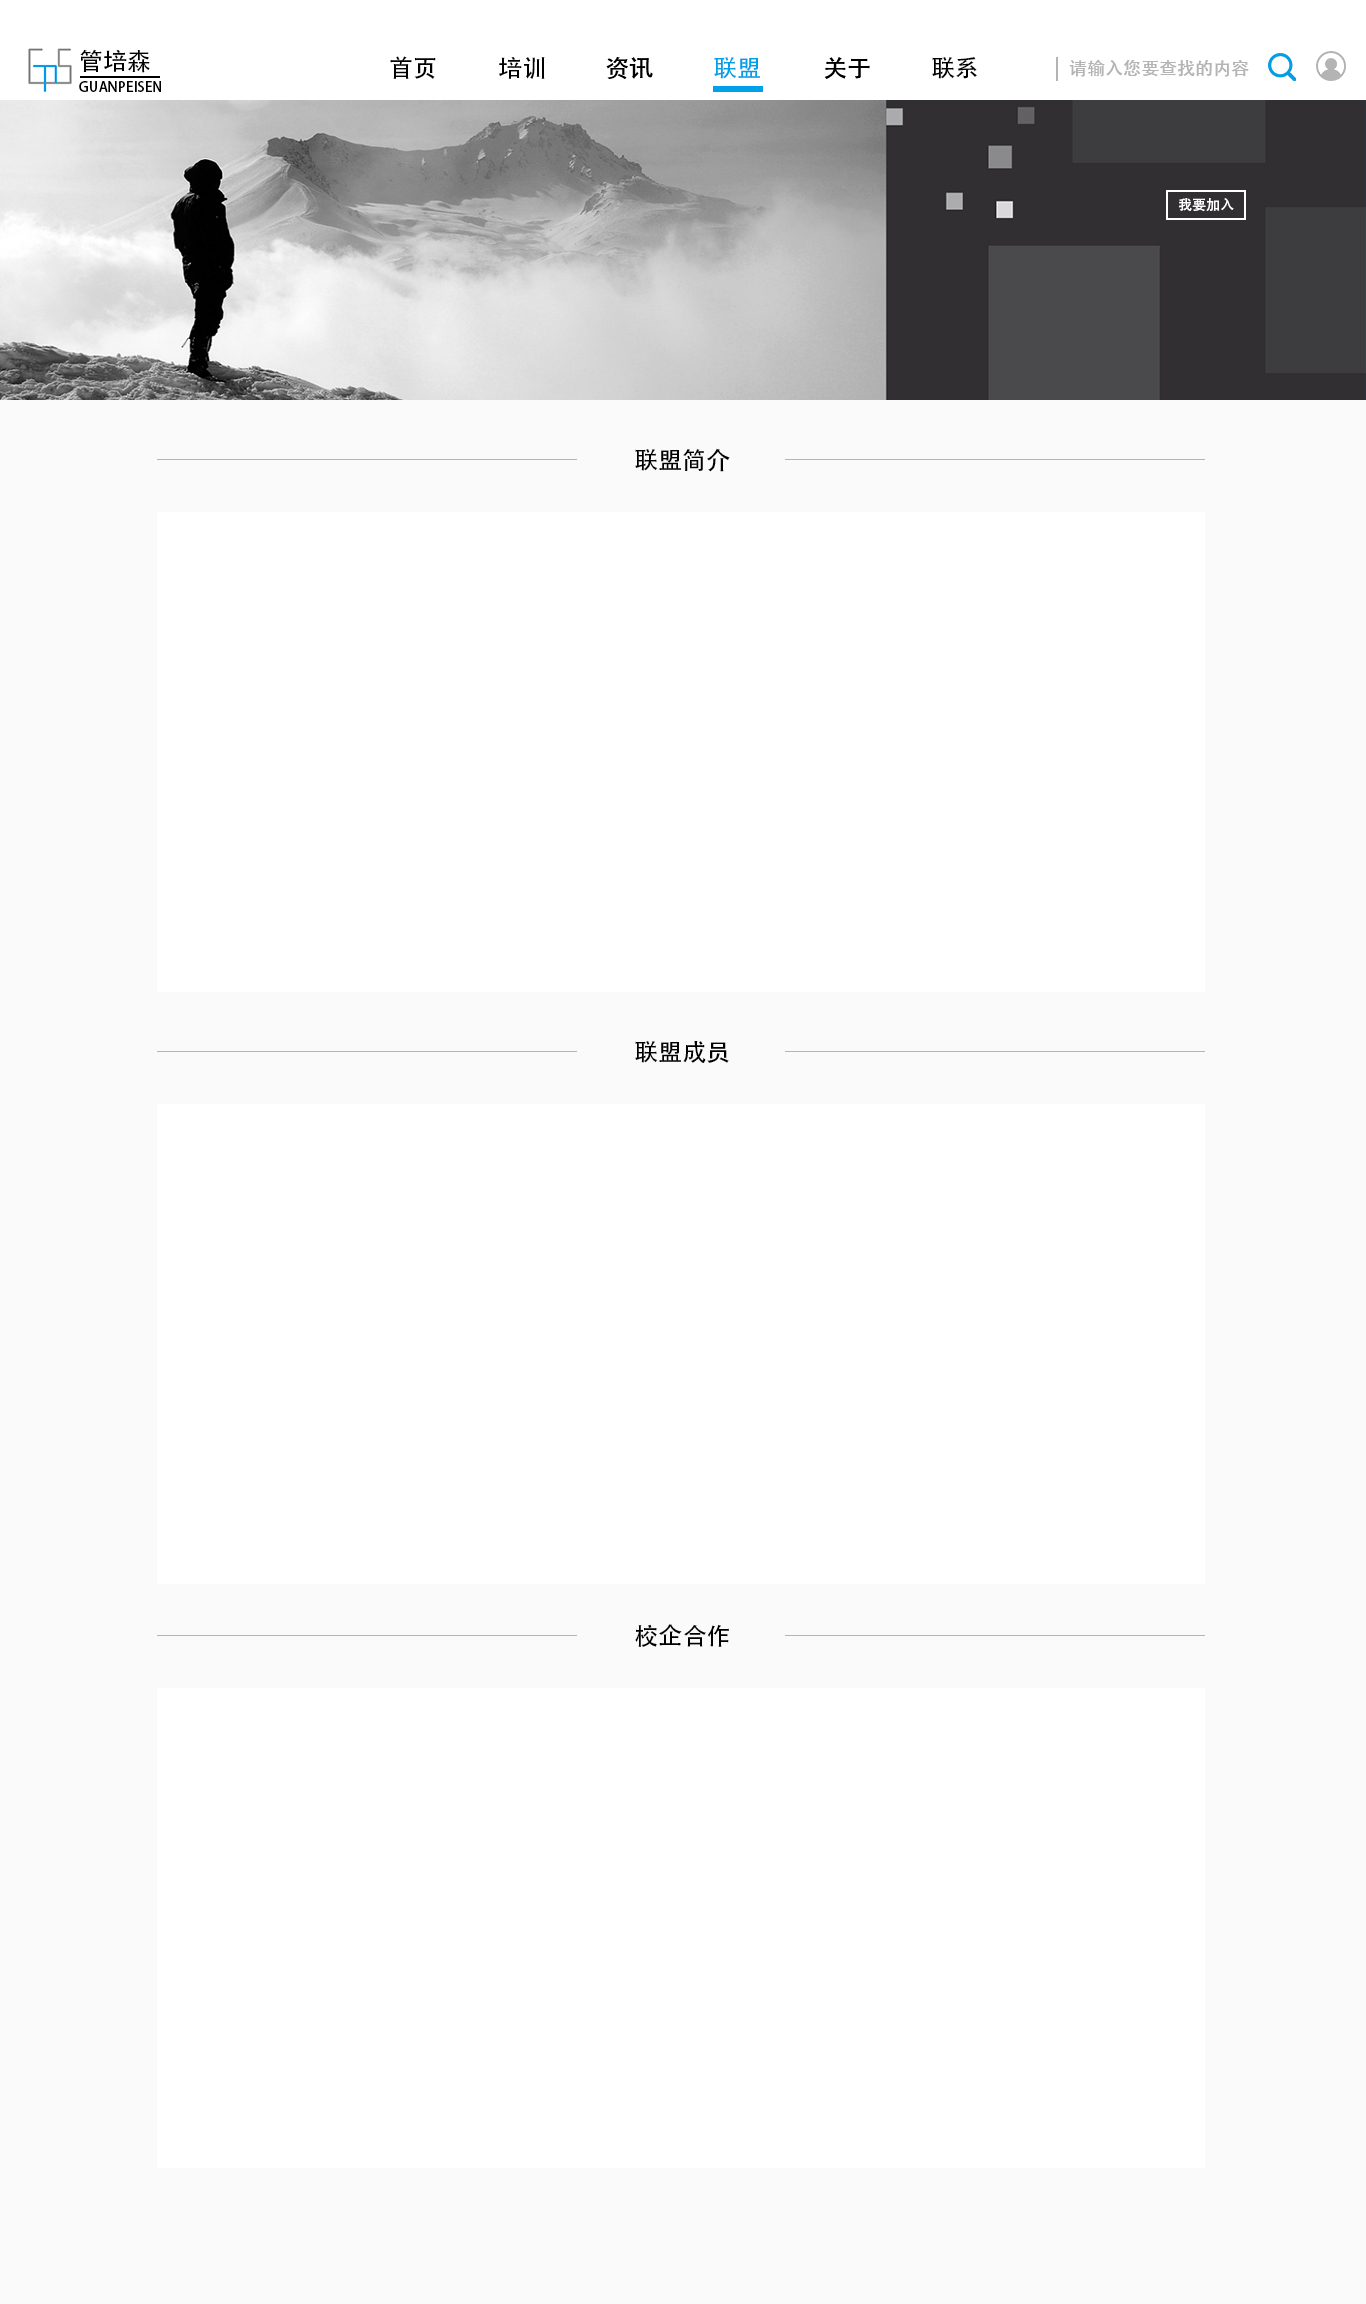 管培森
GUANPEISEN
首页 培训 资讯 联盟 关于 联系
请输入您要查找的内容
我要加入
联盟简介
联盟成员
校企合作